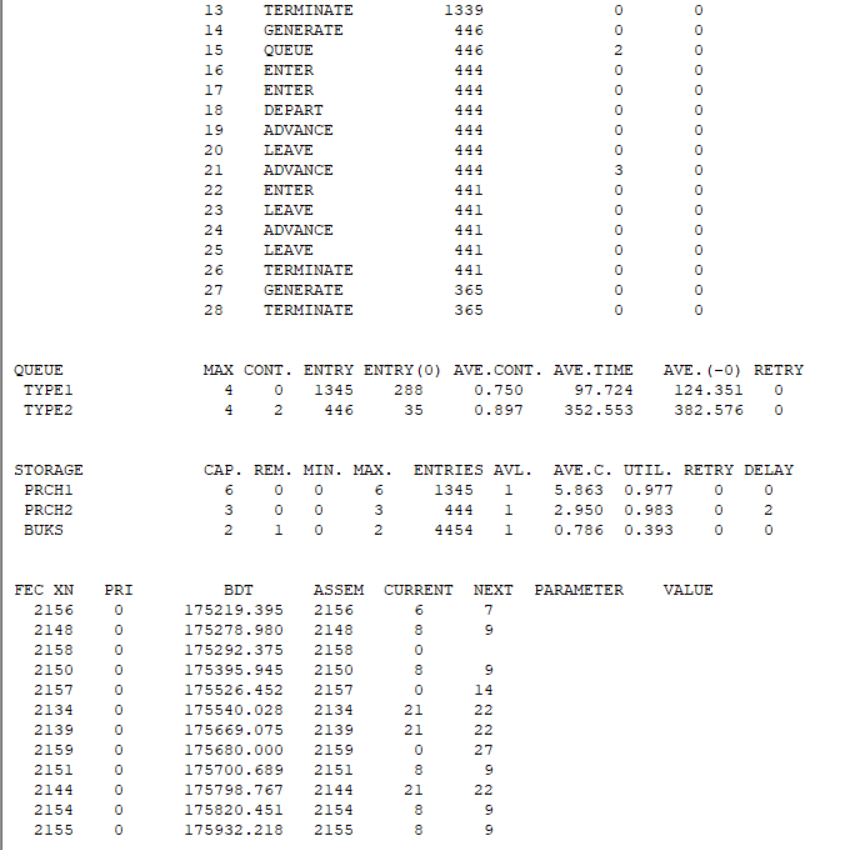 13 TERMINATE 1339 0 0
14 GENERATE 446 0 0
15 QUEUE 446 2 0
16 ENTER 444 0 0
17 ENTER 444 0 0
18 DEPART 444 0 0
19 ADVANCE 444 0 0
20 LEAVE 444 0 0
21 ADVANCE 444 3 0
22 ENTER 441 0 0
23 LEAVE 441 0 0
24 ADVANCE 441 0 0
25 LEAVE 441 0 0
26 TERMINATE 441 0 0
27 GENERATE 365 0 0
28 TERMINATE 365 0 0
QUEUE MAX CONT. ENTRY ENTRY(0) AVE.CONT. AVE.TIME AVE.(-0) RETRY
TYPE1 4 0 1345 288 0.750 97.724 124.351 0
TYPE2 4 2 446 35 0.897 352.553 382.576 0
STORAGE CAP. REM. MIN. MAX. ENTRIES AVL. AVE.C. UTIL. RETRY DELAY
PRCH1 6 0 0 6 1345 1 5.863 0.977 0 0
PRCH2 3 0 0 3 444 1 2.950 0.983 0 2
BUKS 2 1 0 2 4454 1 0.786 0.393 0 0
FEC XN PRI BDT ASSEM CURRENT NEXT PARAMETER VALUE
2156 0 175219.395 2156 6 7
2148 0 175278.980 2148 8 9
2158 0 175292.375 2158 0
2150 0 175395.945 2150 8 9
2157 0 175526.452 2157 0 14
2134 0 175540.028 2134 21 22
2139 0 175669.075 2139 21 22
2159 0 175680.000 2159 0 27
2151 0 175700.689 2151 8 9
2144 0 175798.767 2144 21 22
2154 0 175820.451 2154 8 9
2155 0 175932.218 2155 8 9